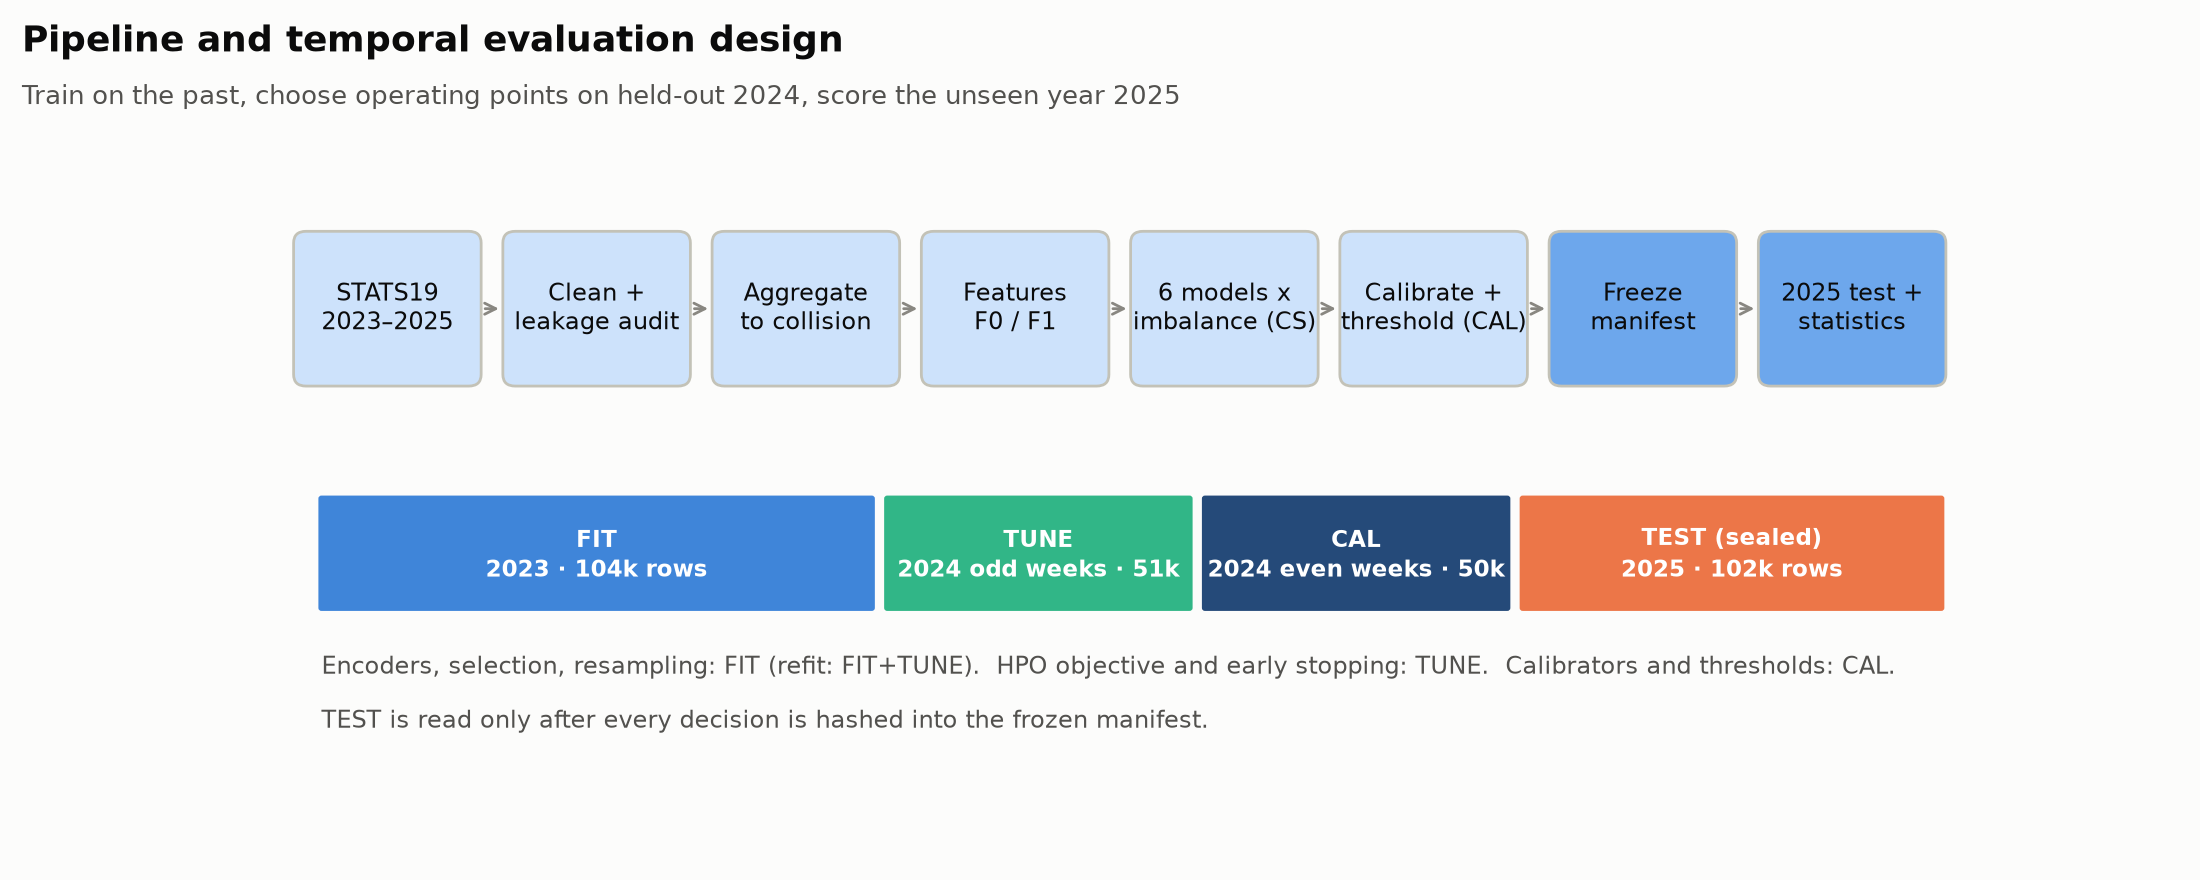 Pipeline and temporal evaluation design
Train on the past, choose operating points on held-out 2024, score the unseen year 2025
STATS19
2023–2025
Clean +
leakage audit
Aggregate
to collision
Features
F0 / F1
6 models x
imbalance (CS)
Calibrate +
threshold (CAL)
Freeze
manifest
2025 test +
statistics
FIT
2023 · 104k rows
TUNE
2024 odd weeks · 51k
CAL
2024 even weeks · 50k
TEST (sealed)
2025 · 102k rows
Encoders, selection, resampling: FIT (refit: FIT+TUNE).  HPO objective and early stopping: TUNE.  Calibrators and thresholds: CAL.
TEST is read only after every decision is hashed into the frozen manifest.